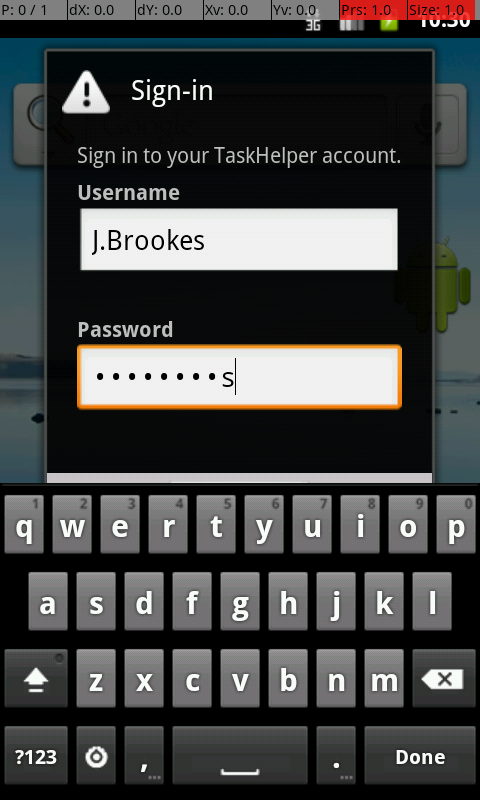 P: 0 / 1 dX: 0.0 dY: 0.0 Xv: 0.0 Yv: 0.0 Prs: 1.0 Size: 1.0
3G 10:30
Sign-in
Sign in to your TaskHelper account.
Username
J.Brookes
Password
••••••••s
1 2 3 4 5 6 7 8 9 0
q w e r t y u i o p
a s d f g h j k l
z x c v b n m
?123 , ... . ... Done